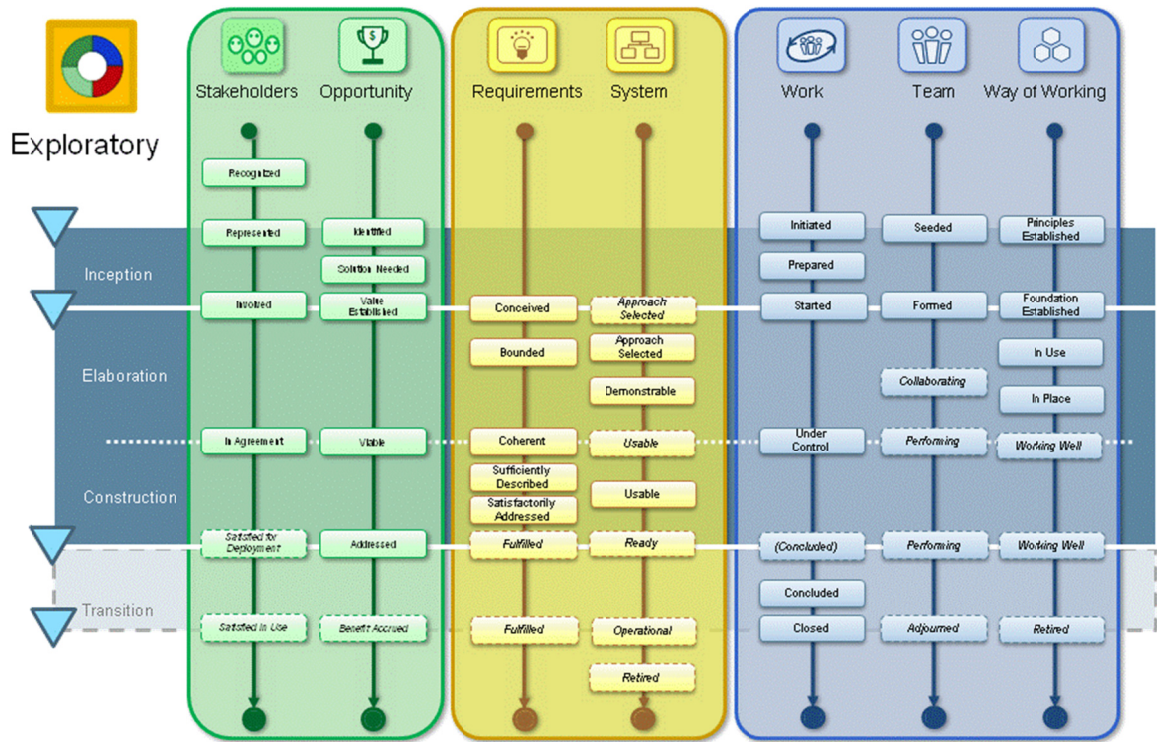 Stakeholders
Opportunity
Requirements
System
Work
Team
Way of Working
Exploratory
Recognized
Represented
Identified
Initiated
Seeded
Principles
Established
Inception
Solution Needed
Prepared
Involved
Value
Established
Conceived
Approach
Selected
Started
Formed
Foundation
Established
Bounded
Approach
Selected
In Use
Elaboration
Demonstrable
Collaborating
In Place
In Agreement
Viable
Coherent
Usable
Under
Control
Performing
Working Well
Sufficiently
Described
Construction
Satisfactorily
Addressed
Usable
Satisfied for
Deployment
Addressed
Fulfilled
Ready
(Concluded)
Performing
Working Well
Concluded
Transition
Satisfied in Use
Benefit Accrued
Fulfilled
Operational
Closed
Adjourned
Retired
Retired